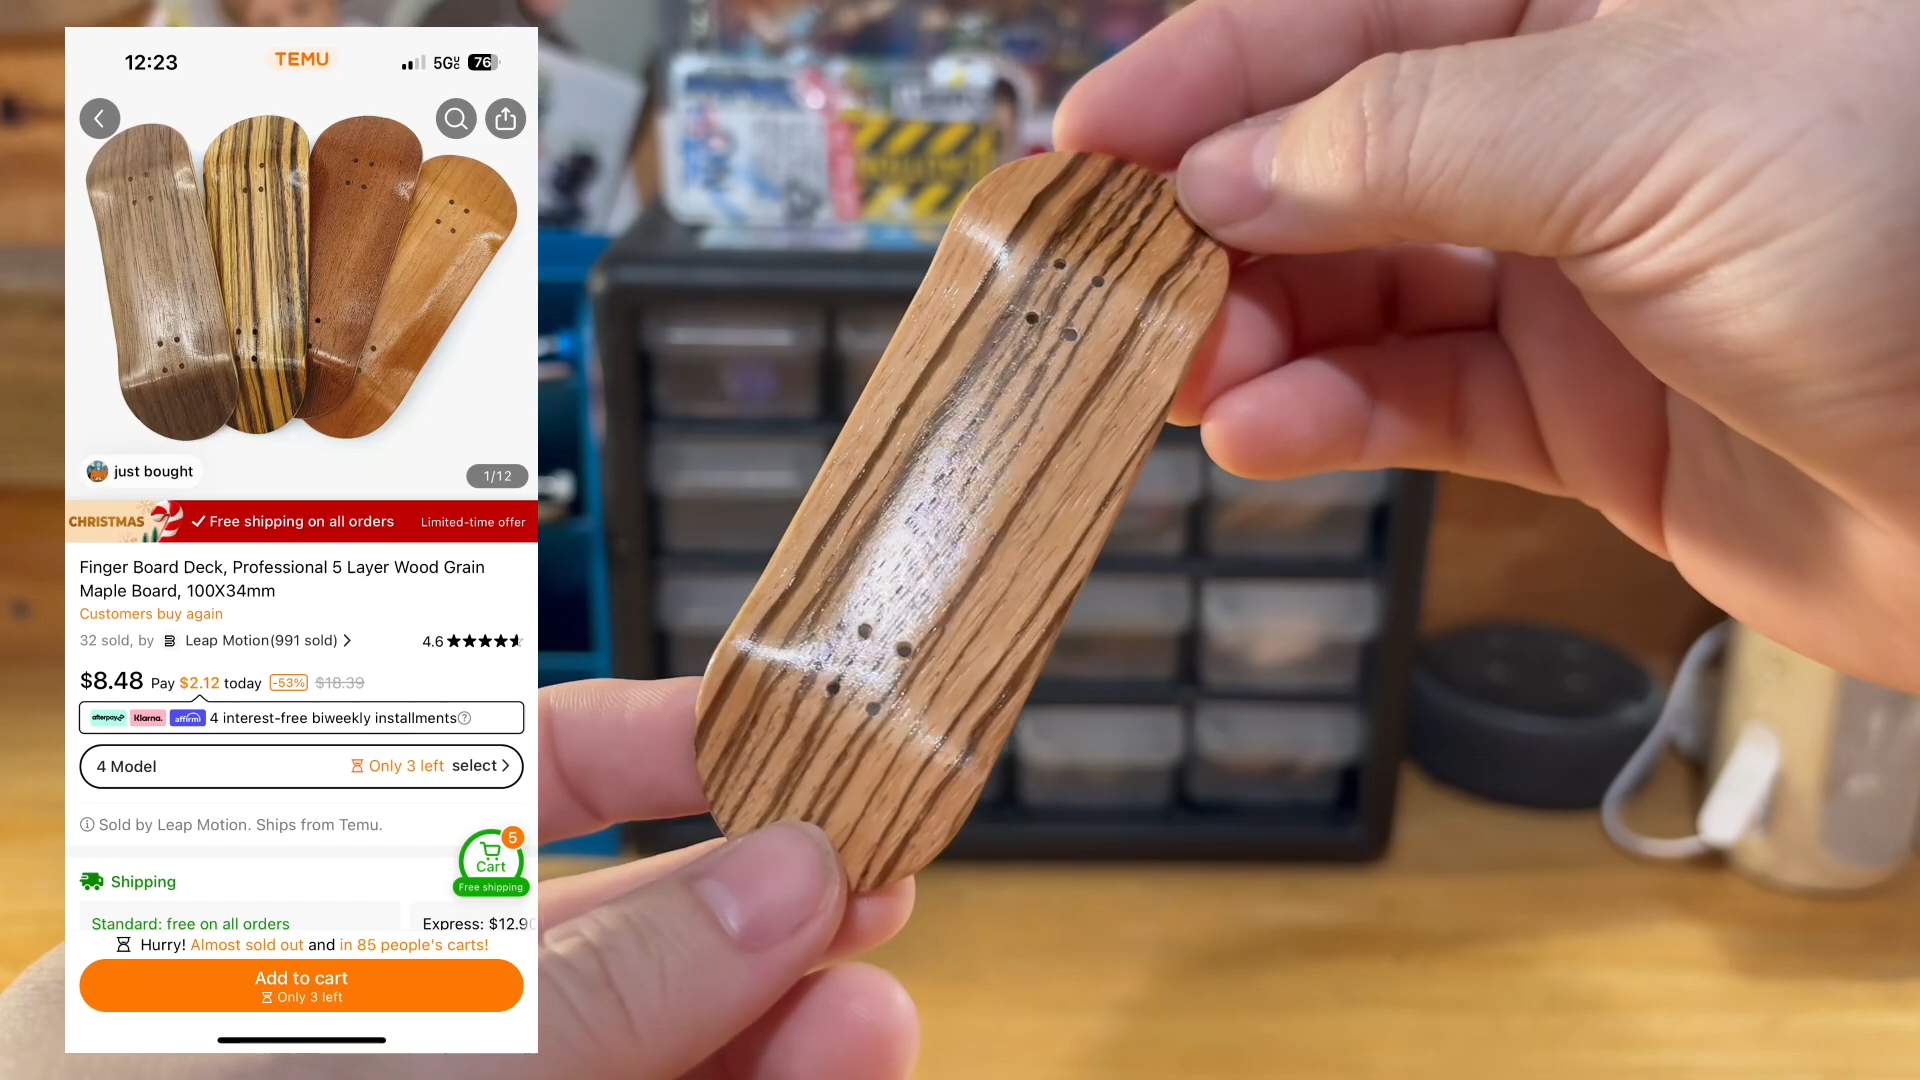 12:23
TEMU
5G
76
just bought
1/12
CHRISTMAS
Free shipping on all orders
Limited-time offer
Finger Board Deck, Professional 5 Layer Wood Grain
Maple Board, 100X34mm
Customers buy again
32 sold, by Leap Motion(991 sold)
4.6
$8.48 Pay $2.12 today -53% $18.39
afterpay Klarna. affirm 4 interest-free biweekly installments
4 Model
Only 3 left select
Sold by Leap Motion. Ships from Temu.
5
Cart
Free shipping
Shipping
Standard: free on all orders
Express: $12.90
Hurry! Almost sold out and in 85 people's carts!
Add to cart
Only 3 left